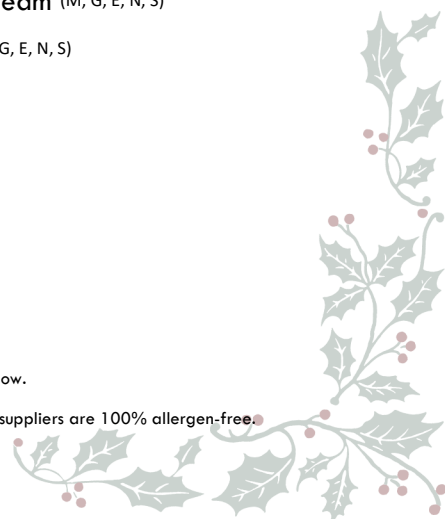 eam (M, G, E, N, S)
G, E, N, S)
ow.
suppliers are 100% allergen-free.